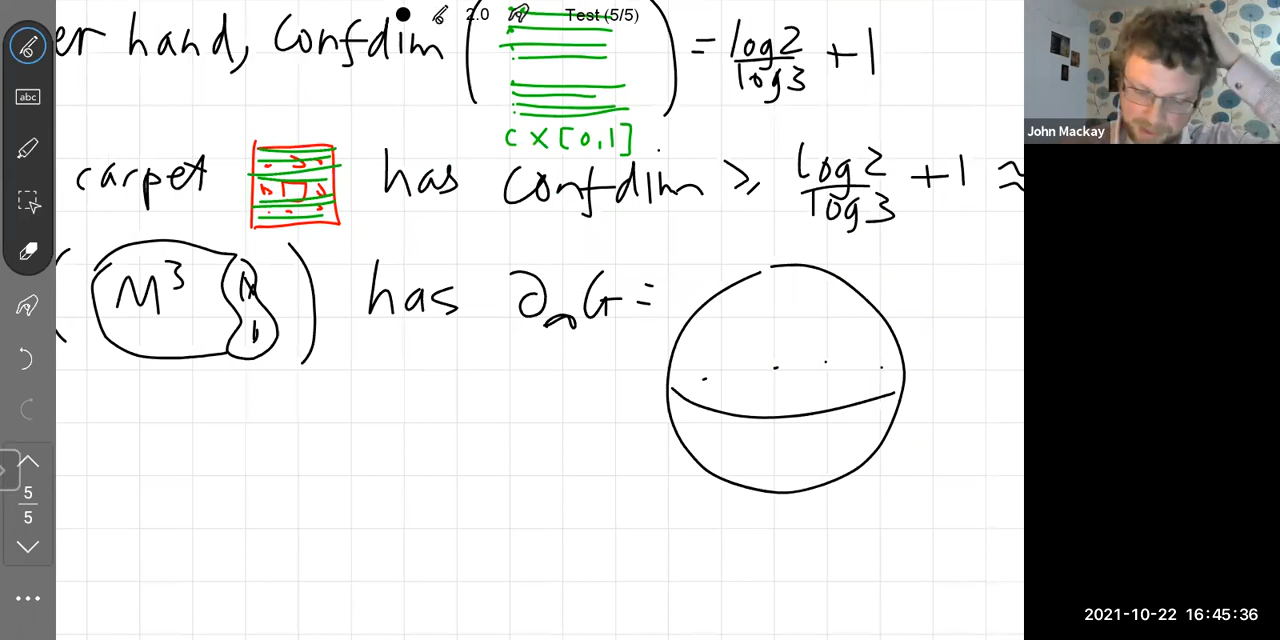 2.0 Test (5/5)
er hand, Confdim ( ) = log2/log3 + 1
C × [0,1]
carpet has Confdim ≥ log2/log3 + 1 ≈
( M³ ) has ∂∞G =
abc
5
5
John Mackay
2021-10-22 16:45:36